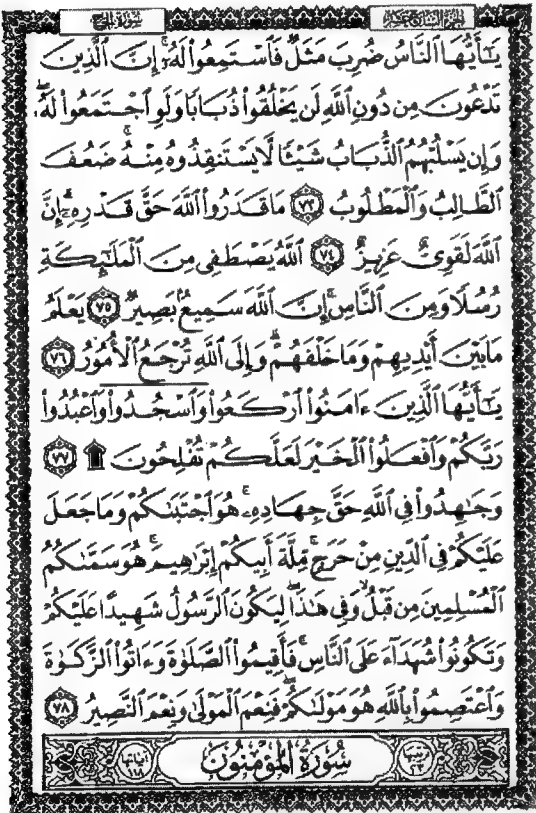 سورة الحج الجزء السابع عشر
يَـٰٓأَيُّهَا ٱلنَّاسُ ضُرِبَ مَثَلٌ فَٱسْتَمِعُوا۟ لَهُۥٓ ۚ إِنَّ ٱلَّذِينَ
تَدْعُونَ مِن دُونِ ٱللَّهِ لَن يَخْلُقُوا۟ ذُبَابًا وَلَوِ ٱجْتَمَعُوا۟ لَهُۥ ۖ
وَإِن يَسْلُبْهُمُ ٱلذُّبَابُ شَيْـًٔا لَّا يَسْتَنقِذُوهُ مِنْهُ ۚ ضَعُفَ
ٱلطَّالِبُ وَٱلْمَطْلُوبُ ٧٣ مَا قَدَرُوا۟ ٱللَّهَ حَقَّ قَدْرِهِۦٓ ۗ إِنَّ
ٱللَّهَ لَقَوِىٌّ عَزِيزٌ ٧٤ ٱللَّهُ يَصْطَفِى مِنَ ٱلْمَلَـٰٓئِكَةِ
رُسُلًا وَمِنَ ٱلنَّاسِ ۚ إِنَّ ٱللَّهَ سَمِيعٌۢ بَصِيرٌ ٧٥ يَعْلَمُ
مَا بَيْنَ أَيْدِيهِمْ وَمَا خَلْفَهُمْ ۗ وَإِلَى ٱللَّهِ تُرْجَعُ ٱلْأُمُورُ ٧٦
يَـٰٓأَيُّهَا ٱلَّذِينَ ءَامَنُوا۟ ٱرْكَعُوا۟ وَٱسْجُدُوا۟ وَٱعْبُدُوا۟
رَبَّكُمْ وَٱفْعَلُوا۟ ٱلْخَيْرَ لَعَلَّكُمْ تُفْلِحُونَ ۩ ٧٧
وَجَـٰهِدُوا۟ فِى ٱللَّهِ حَقَّ جِهَادِهِۦ ۚ هُوَ ٱجْتَبَىٰكُمْ وَمَا جَعَلَ
عَلَيْكُمْ فِى ٱلدِّينِ مِنْ حَرَجٍ ۚ مِّلَّةَ أَبِيكُمْ إِبْرَٰهِيمَ ۚ هُوَ سَمَّىٰكُمُ
ٱلْمُسْلِمِينَ مِن قَبْلُ وَفِى هَـٰذَا لِيَكُونَ ٱلرَّسُولُ شَهِيدًا عَلَيْكُمْ
وَتَكُونُوا۟ شُهَدَآءَ عَلَى ٱلنَّاسِ ۚ فَأَقِيمُوا۟ ٱلصَّلَوٰةَ وَءَاتُوا۟ ٱلزَّكَوٰةَ
وَٱعْتَصِمُوا۟ بِٱللَّهِ هُوَ مَوْلَىٰكُمْ ۖ فَنِعْمَ ٱلْمَوْلَىٰ وَنِعْمَ ٱلنَّصِيرُ ٧٨
ترتيبها ٢٣ سُورَةُ المُؤْمِنُونَ آياتها ١١٨